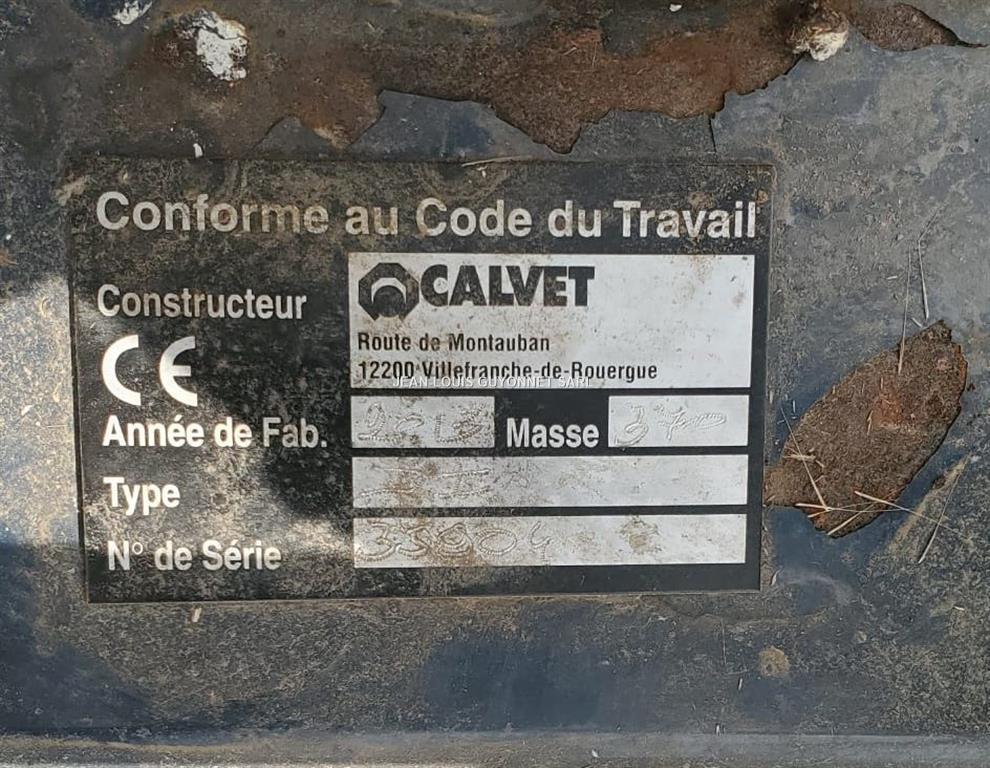 Conforme au Code du Travail
Constructeur
CALVET
Route de Montauban
12200 Villefranche-de-Rouergue
JEAN-LOUIS GUYONNET SARL
CE
Année de Fab.
Masse
Type
N° de Série